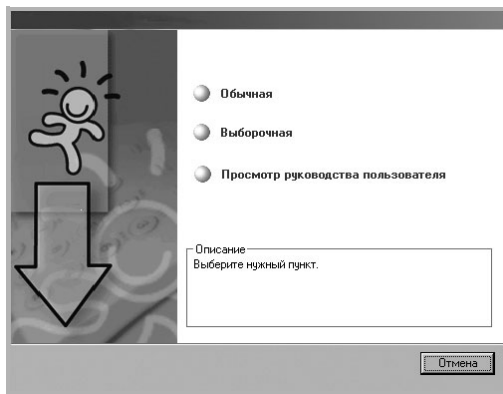 Обычная
Выборочная
Просмотр руководства пользователя
Описание
Выберите нужный пункт.
Отмена